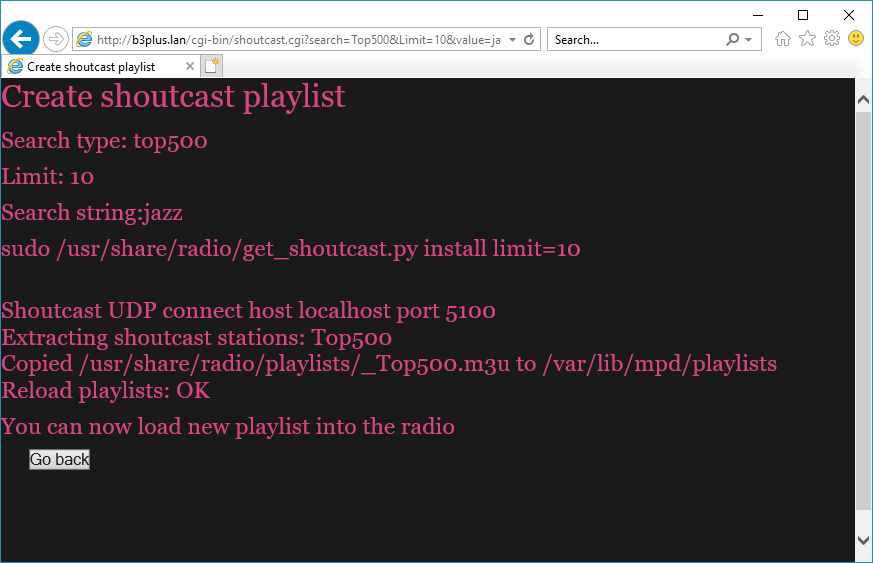 http://b3plus.lan/cgi-bin/shoutcast.cgi?search=Top500&Limit=10&value=ja
Search...
Create shoutcast playlist
Create shoutcast playlist
Search type: top500
Limit: 10
Search string:jazz
sudo /usr/share/radio/get_shoutcast.py install limit=10
Shoutcast UDP connect host localhost port 5100
Extracting shoutcast stations: Top500
Copied /usr/share/radio/playlists/_Top500.m3u to /var/lib/mpd/playlists
Reload playlists: OK
You can now load new playlist into the radio
Go back